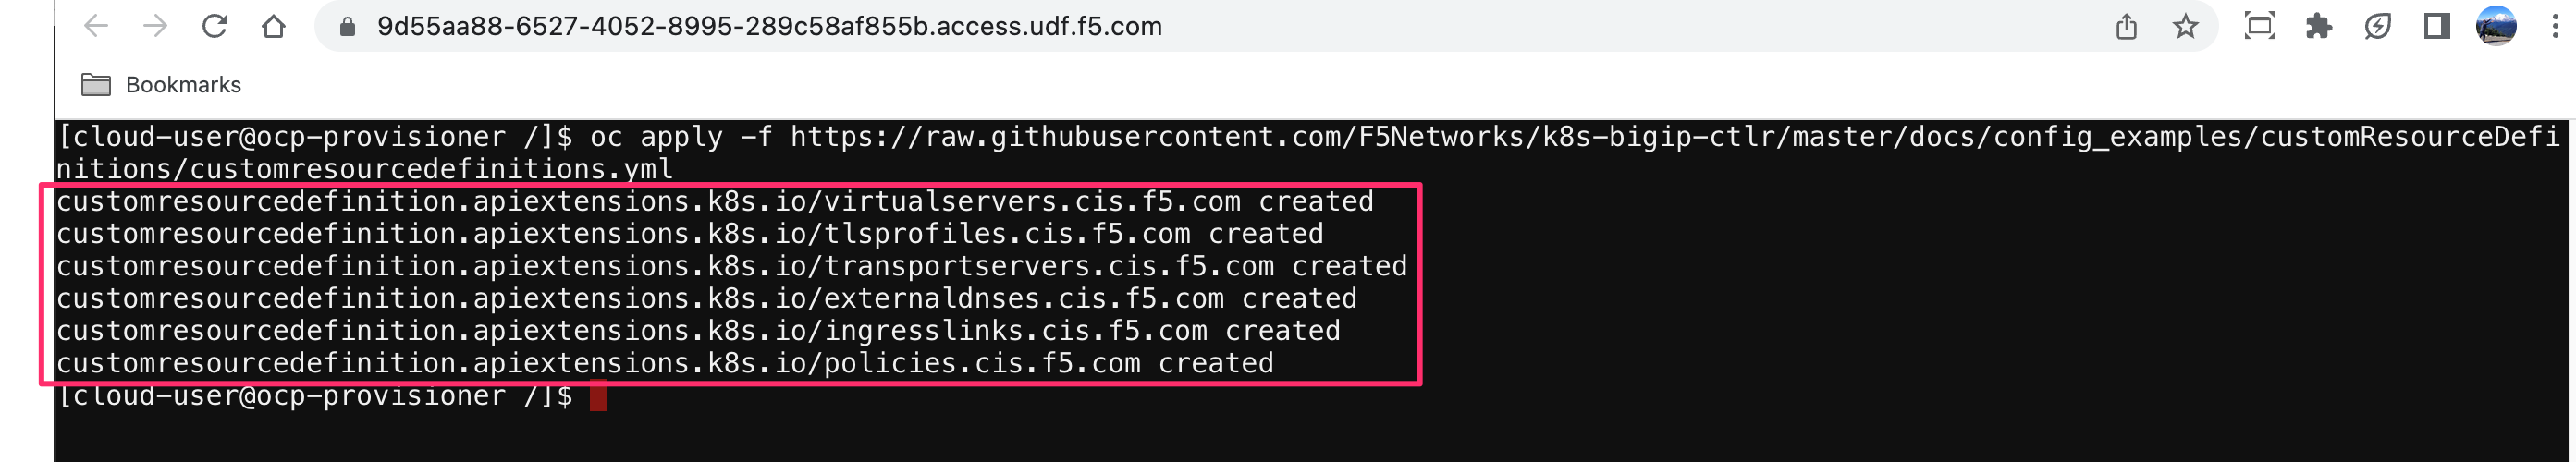 9d55aa88-6527-4052-8995-289c58af855b.access.udf.f5.com
Bookmarks
[cloud-user@ocp-provisioner /]$ oc apply -f https://raw.githubusercontent.com/F5Networks/k8s-bigip-ctlr/master/docs/config_examples/customResourceDefi
nitions/customresourcedefinitions.yml
customresourcedefinition.apiextensions.k8s.io/virtualservers.cis.f5.com created
customresourcedefinition.apiextensions.k8s.io/tlsprofiles.cis.f5.com created
customresourcedefinition.apiextensions.k8s.io/transportservers.cis.f5.com created
customresourcedefinition.apiextensions.k8s.io/externaldnses.cis.f5.com created
customresourcedefinition.apiextensions.k8s.io/ingresslinks.cis.f5.com created
customresourcedefinition.apiextensions.k8s.io/policies.cis.f5.com created
[cloud-user@ocp-provisioner /]$